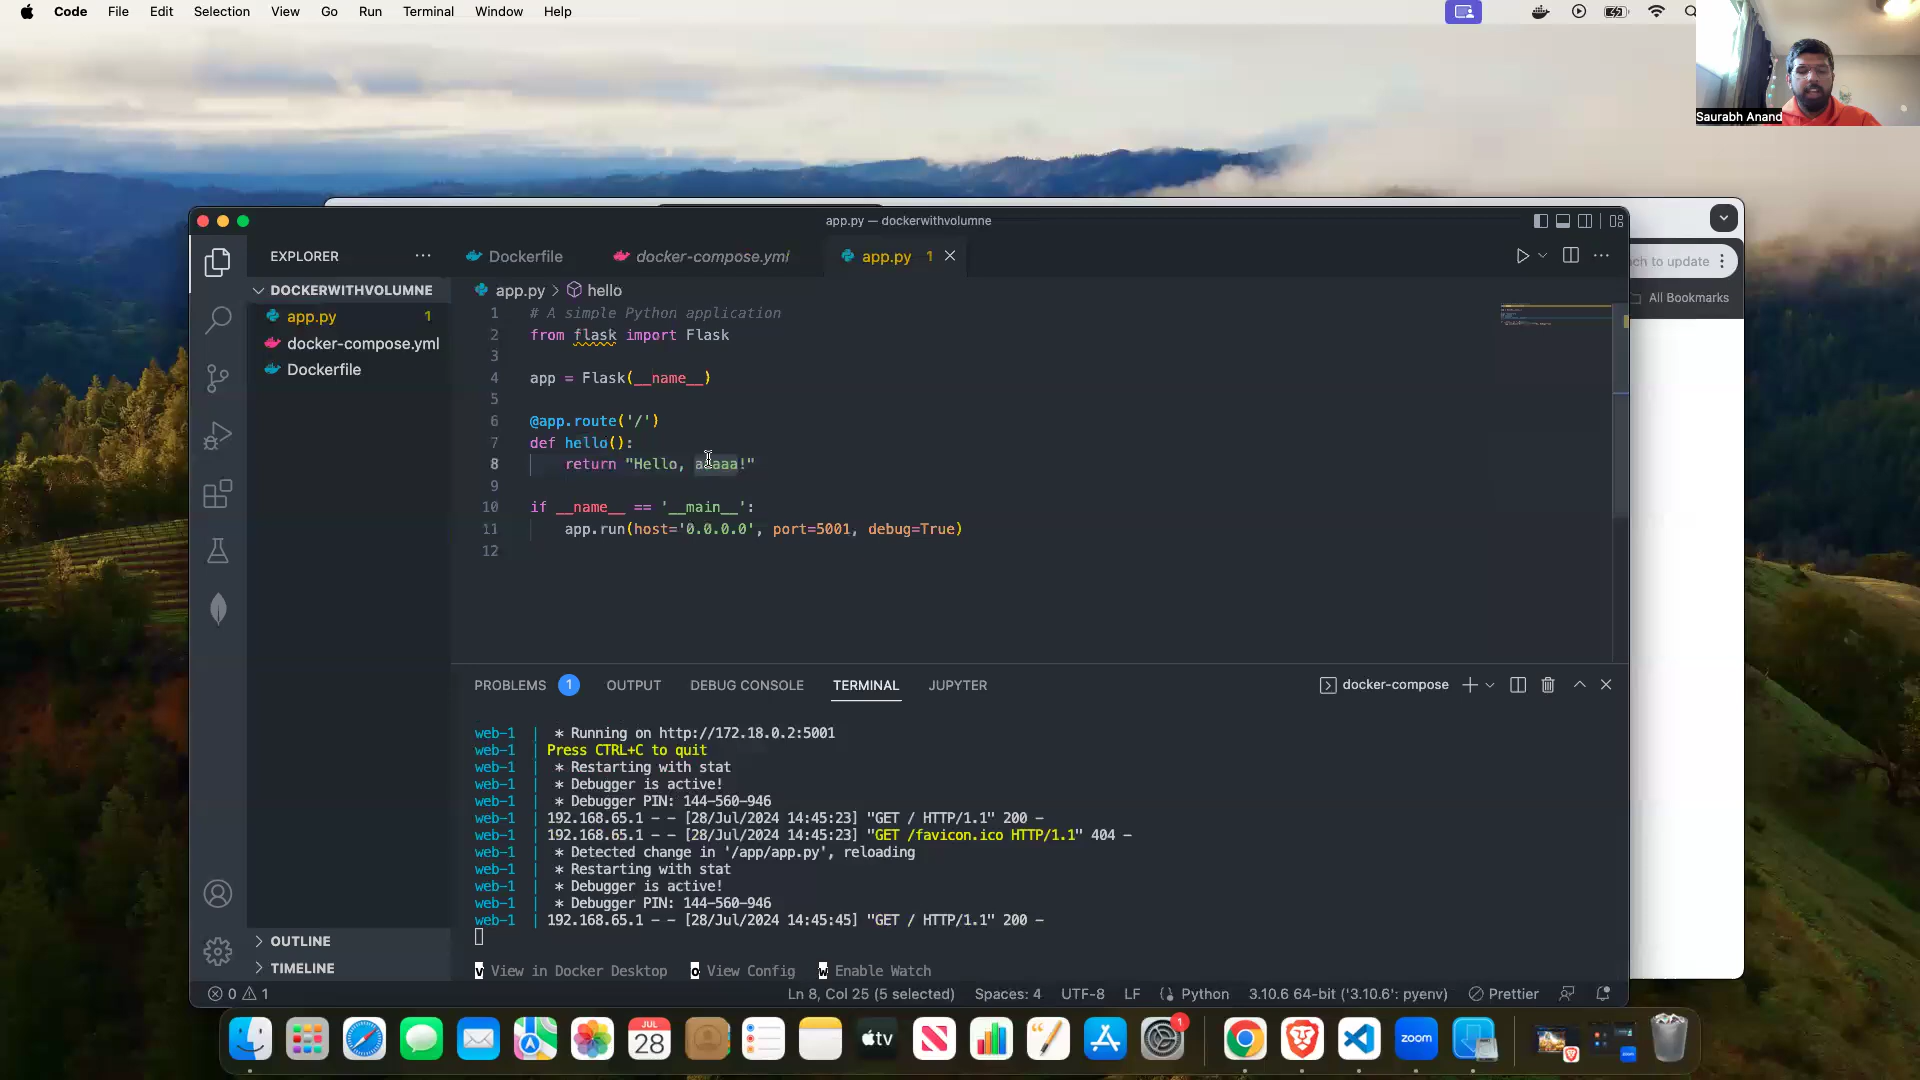 Code File Edit Selection View Go Run Terminal Window Help
Saurabh Anand
app.py — dockerwithvolumne
ch to update
All Bookmarks
EXPLORER
Dockerfile docker-compose.yml app.py 1
DOCKERWITHVOLUMNE
app.py 1
docker-compose.yml
Dockerfile
OUTLINE
TIMELINE
app.py > hello
1 # A simple Python application
2 from flask import Flask
3
4 app = Flask(__name__)
5
6 @app.route('/')
7 def hello():
8 return "Hello, aaaaa!"
9
10 if __name__ == '__main__':
11 app.run(host='0.0.0.0', port=5001, debug=True)
12
PROBLEMS 1 OUTPUT DEBUG CONSOLE TERMINAL JUPYTER docker-compose
web-1 | * Running on http://172.18.0.2:5001
web-1 | Press CTRL+C to quit
web-1 | * Restarting with stat
web-1 | * Debugger is active!
web-1 | * Debugger PIN: 144-560-946
web-1 | 192.168.65.1 - - [28/Jul/2024 14:45:23] "GET / HTTP/1.1" 200 -
web-1 | 192.168.65.1 - - [28/Jul/2024 14:45:23] "GET /favicon.ico HTTP/1.1" 404 -
web-1 | * Detected change in '/app/app.py', reloading
web-1 | * Restarting with stat
web-1 | * Debugger is active!
web-1 | * Debugger PIN: 144-560-946
web-1 | 192.168.65.1 - - [28/Jul/2024 14:45:45] "GET / HTTP/1.1" 200 -
v View in Docker Desktop o View Config w Enable Watch
0 1 Ln 8, Col 25 (5 selected) Spaces: 4 UTF-8 LF Python 3.10.6 64-bit ('3.10.6': pyenv) Prettier
JUL
28
tv
zoom
1